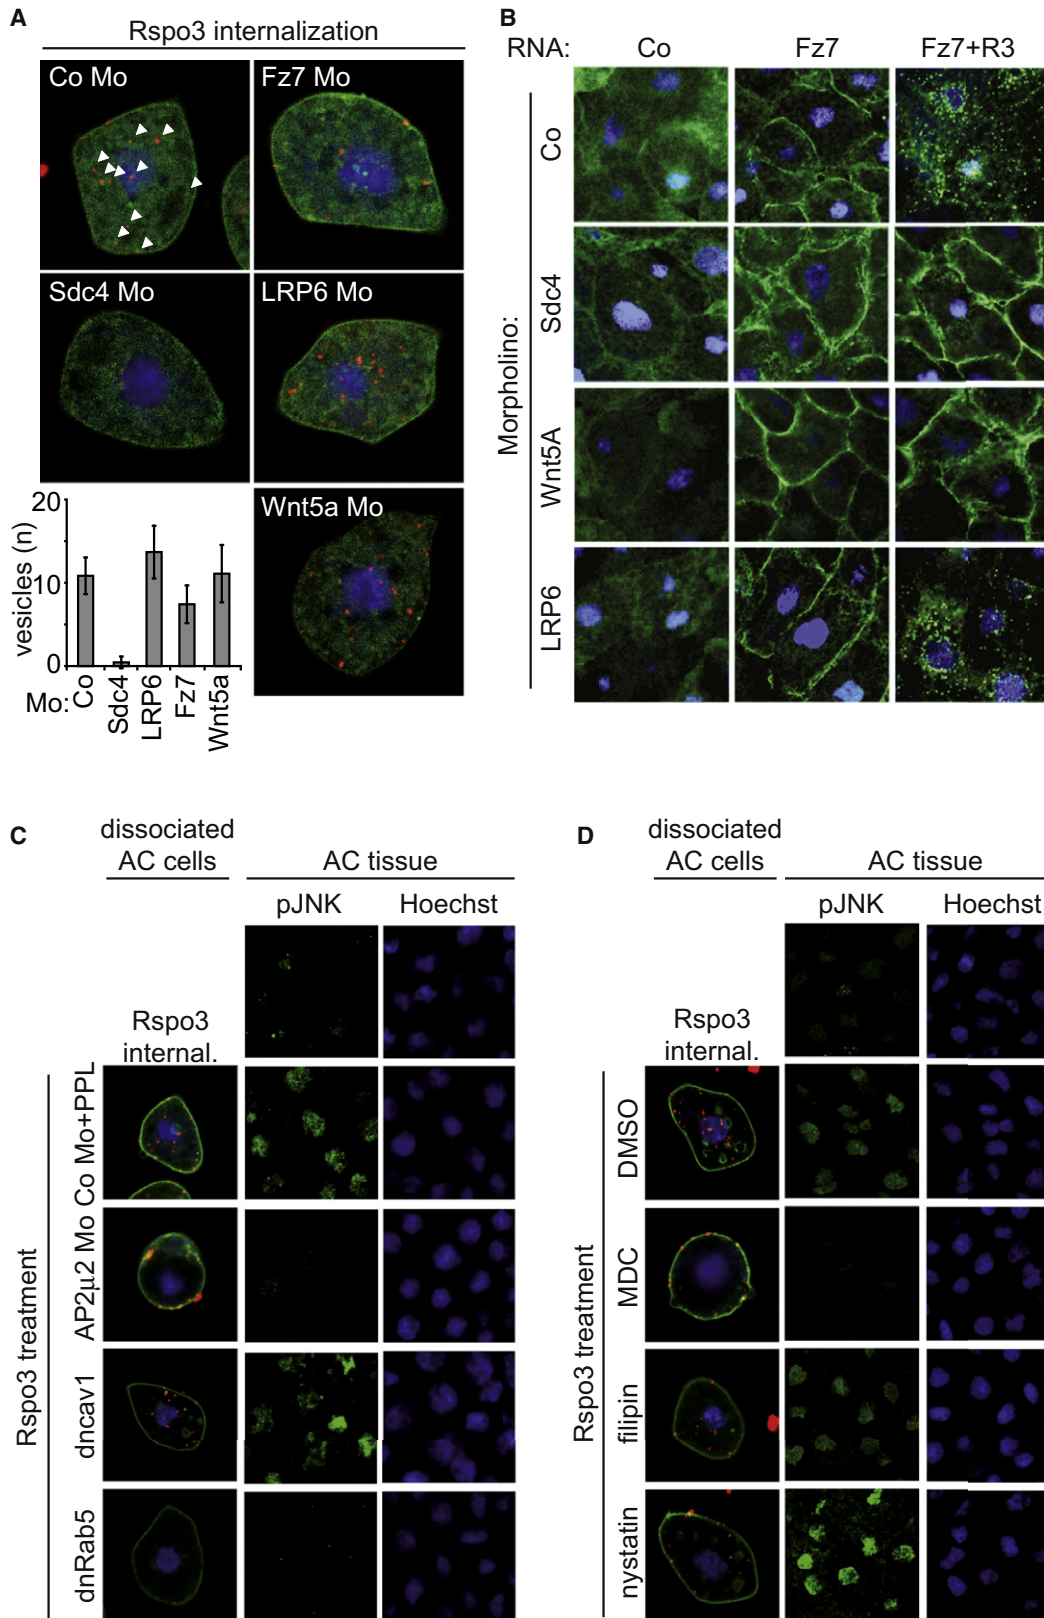 A
Rspo3 internalization
Co Mo
Fz7 Mo
Sdc4 Mo
LRP6 Mo
Wnt5a Mo
vesicles (n)
20
10
0
Mo:
Co
Sdc4
LRP6
Fz7
Wnt5a
B
RNA: Co Fz7 Fz7+R3
Morpholino:
Co
Sdc4
Wnt5A
LRP6
C
dissociated
AC cells
AC tissue
pJNK Hoechst
Rspo3
internal.
Rspo3 treatment
Co Mo+PPL
AP2μ2 Mo
dncav1
dnRab5
D
dissociated
AC cells
AC tissue
pJNK Hoechst
Rspo3
internal.
Rspo3 treatment
DMSO
MDC
filipin
nystatin